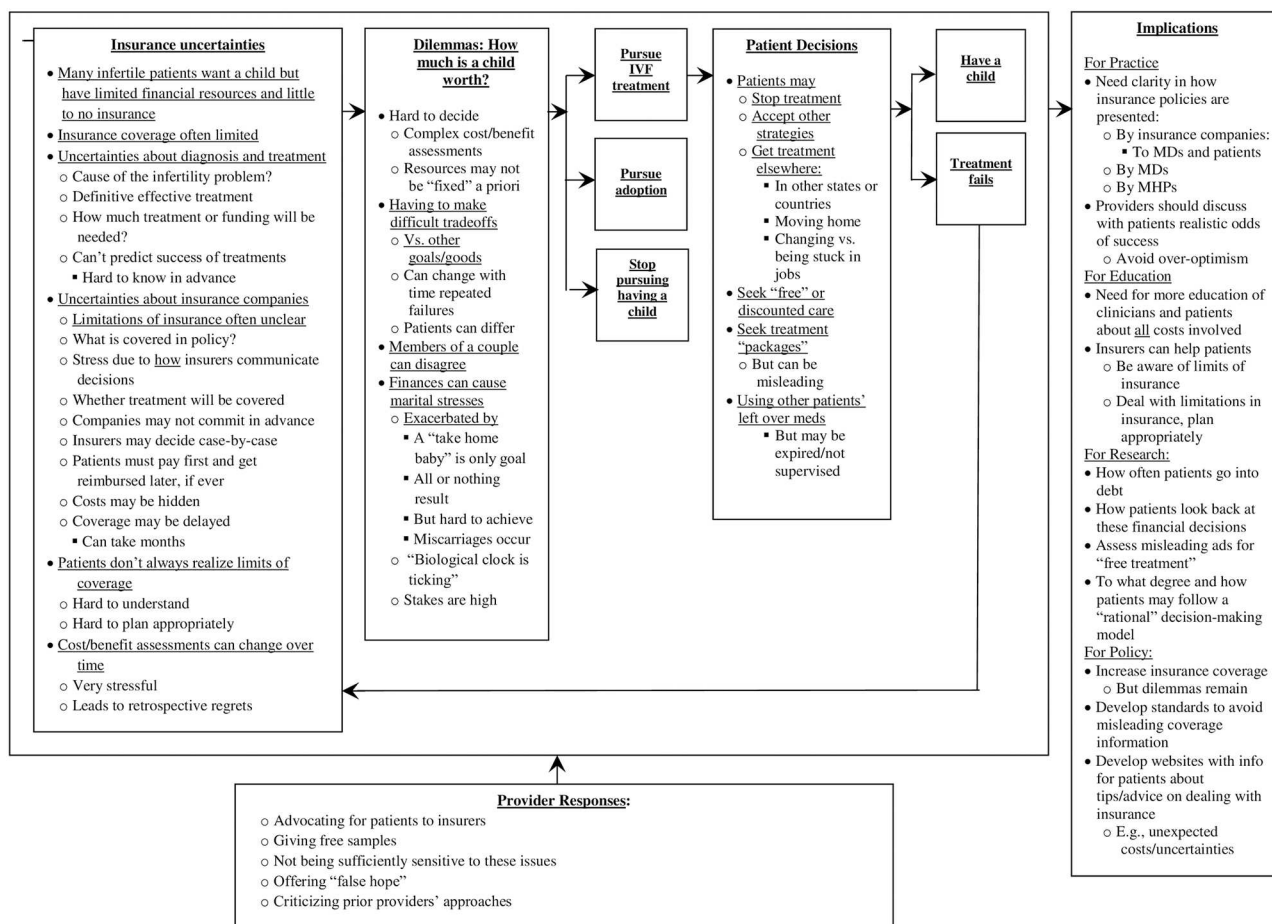 Insurance uncertainties
• Many infertile patients want a child but
have limited financial resources and little
to no insurance
• Insurance coverage often limited
• Uncertainties about diagnosis and treatment
o Cause of the infertility problem?
o Definitive effective treatment
o How much treatment or funding will be
needed?
o Can’t predict success of treatments
▪ Hard to know in advance
• Uncertainties about insurance companies
o Limitations of insurance often unclear
o What is covered in policy?
o Stress due to how insurers communicate
decisions
o Whether treatment will be covered
o Companies may not commit in advance
o Insurers may decide case-by-case
o Patients must pay first and get
reimbursed later, if ever
o Costs may be hidden
o Coverage may be delayed
▪ Can take months
• Patients don’t always realize limits of
coverage
o Hard to understand
o Hard to plan appropriately
• Cost/benefit assessments can change over
time
o Very stressful
o Leads to retrospective regrets
Dilemmas: How
much is a child
worth?
• Hard to decide
o Complex cost/benefit
assessments
o Resources may not
be “fixed” a priori
• Having to make
difficult tradeoffs
o Vs. other
goals/goods
o Can change with
time repeated
failures
o Patients can differ
• Members of a couple
can disagree
• Finances can cause
marital stresses
o Exacerbated by
▪ A “take home
baby” is only goal
▪ All or nothing
result
▪ But hard to achieve
▪ Miscarriages occur
o “Biological clock is
ticking”
o Stakes are high
Pursue
IVF
treatment
Pursue
adoption
Stop
pursuing
having a
child
Patient Decisions
• Patients may
o Stop treatment
o Accept other
strategies
o Get treatment
elsewhere:
▪ In other states or
countries
▪ Moving home
▪ Changing vs.
being stuck in
jobs
• Seek “free” or
discounted care
• Seek treatment
“packages”
o But can be
misleading
• Using other patients’
left over meds
▪ But may be
expired/not
supervised
Have a
child
Treatment
fails
Implications
For Practice
• Need clarity in how
insurance policies are
presented:
o By insurance companies:
▪ To MDs and patients
o By MDs
o By MHPs
• Providers should discuss
with patients realistic odds
of success
o Avoid over-optimism
For Education
• Need for more education of
clinicians and patients
about all costs involved
• Insurers can help patients
o Be aware of limits of
insurance
o Deal with limitations in
insurance, plan
appropriately
For Research:
• How often patients go into
debt
• How patients look back at
these financial decisions
• Assess misleading ads for
“free treatment”
• To what degree and how
patients may follow a
“rational” decision-making
model
For Policy:
• Increase insurance coverage
o But dilemmas remain
• Develop standards to avoid
misleading coverage
information
• Develop websites with info
for patients about
tips/advice on dealing with
insurance
o E.g., unexpected
costs/uncertainties
Provider Responses:
o Advocating for patients to insurers
o Giving free samples
o Not being sufficiently sensitive to these issues
o Offering “false hope”
o Criticizing prior providers’ approaches